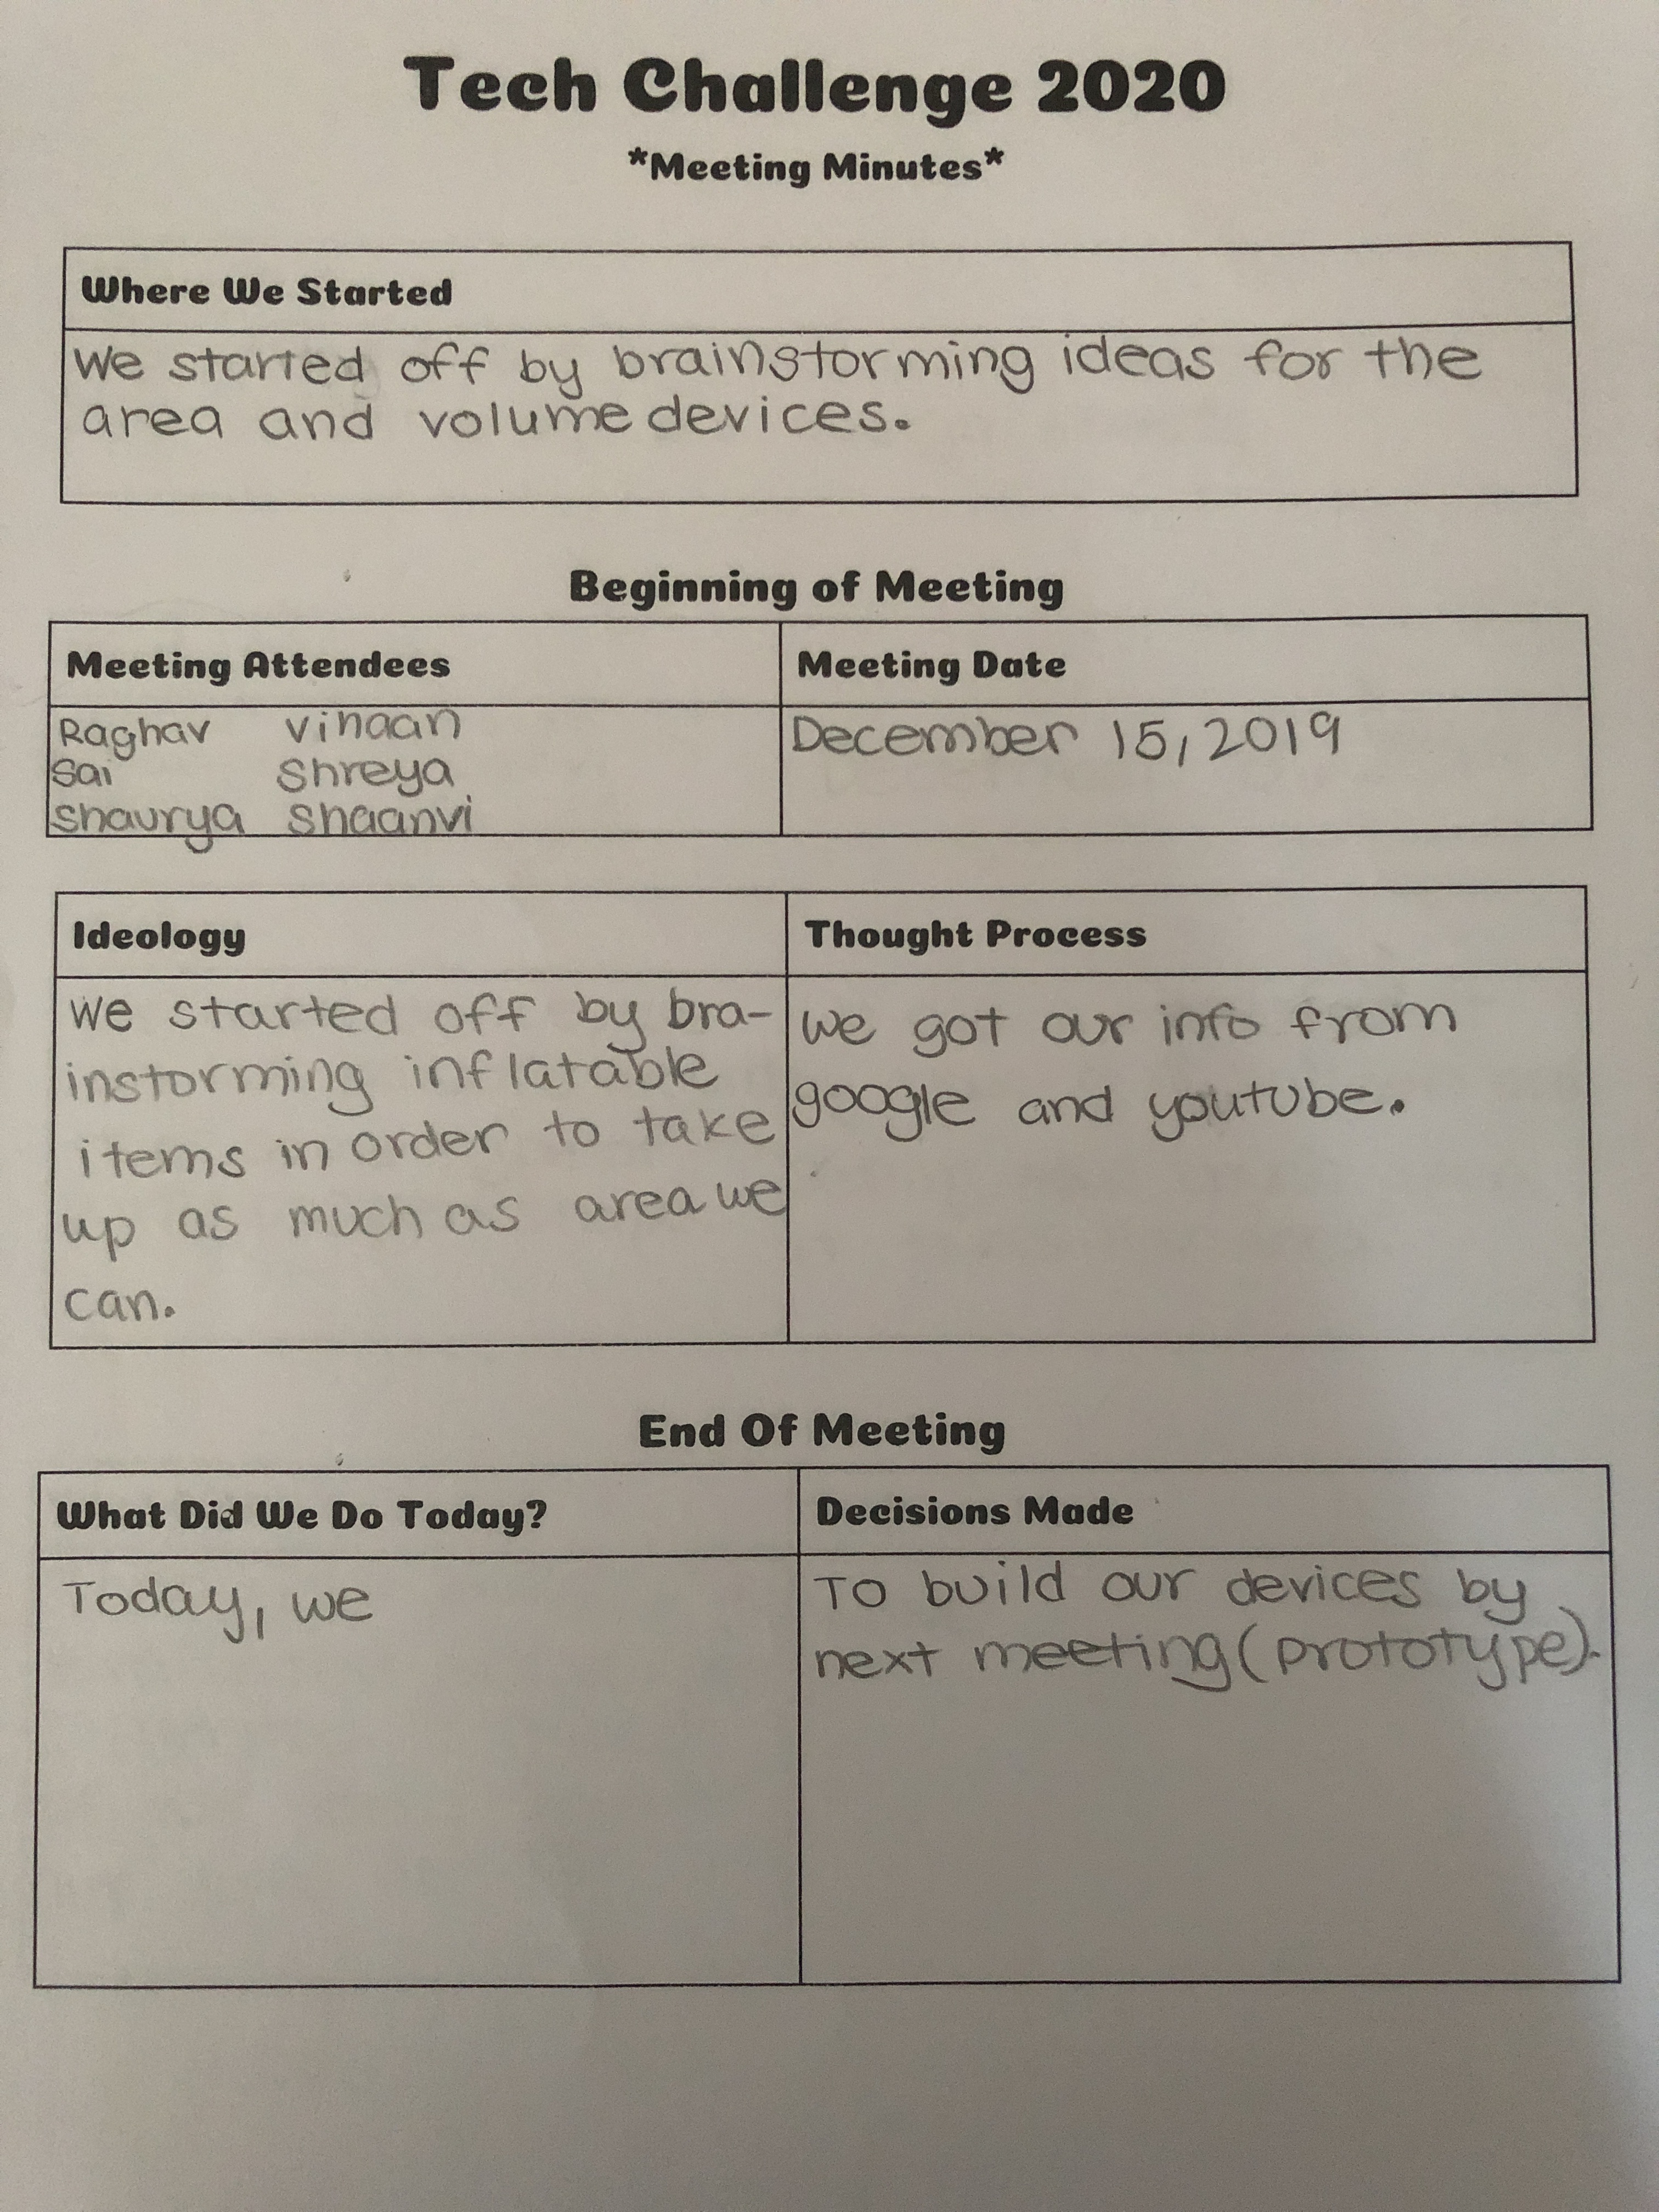 Tech Challenge 2020
*Meeting Minutes*
Where We Started
We started off by brainstorming ideas for the
area and volume devices.
Beginning of Meeting
Meeting Attendees
Meeting Date
Raghav vinaan
Sai Shreya
Shaurya Shaanvi
December 15, 2019
Ideology
Thought Process
We started off by bra-
instorming inflatable
items in order to take
up as much as area we
can.
We got our info from
google and youtube.
End Of Meeting
What Did We Do Today?
Decisions Made
Today, we
To build our devices by
next meeting (prototype).